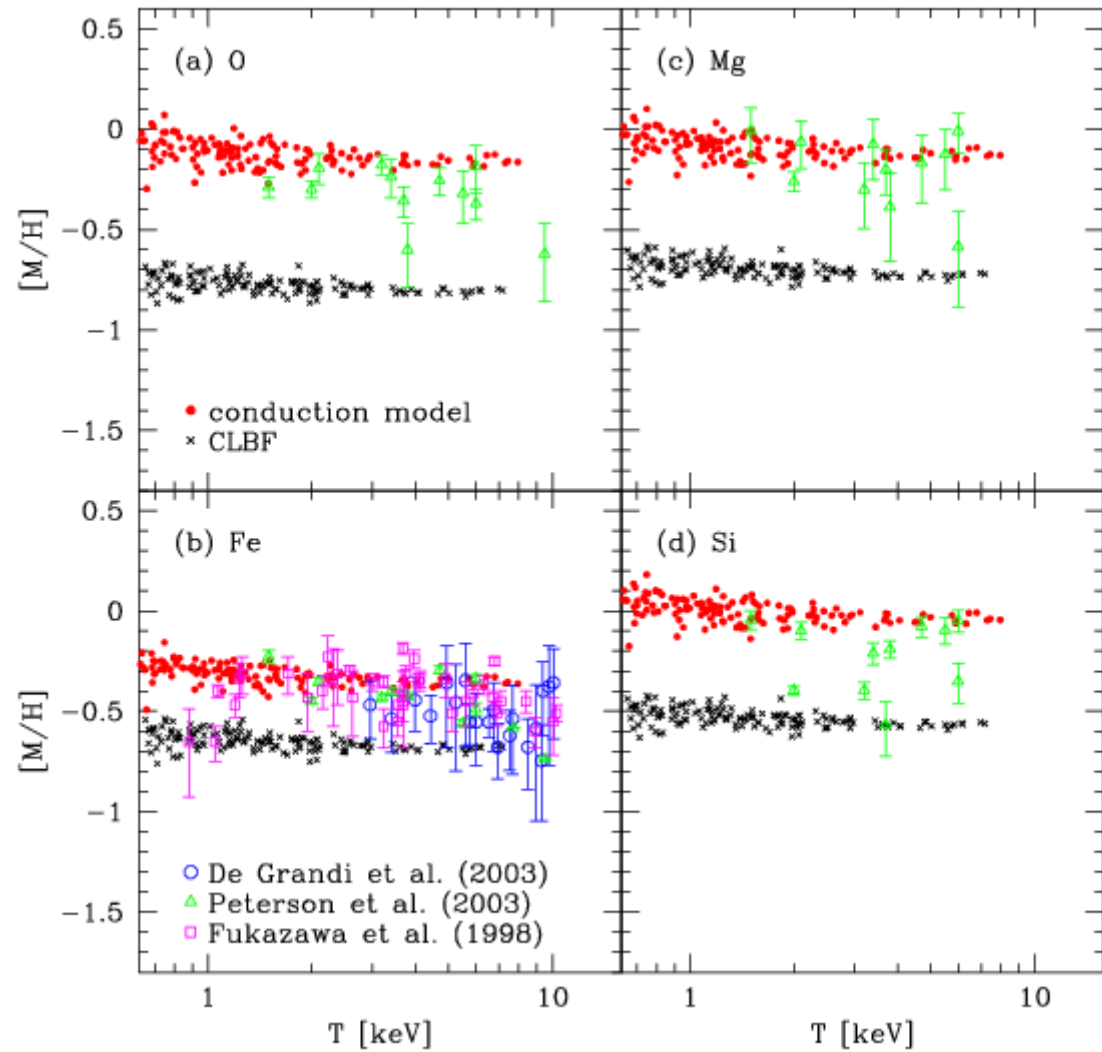 0.5
0
−0.5
−1
−1.5
[M/H]
(a) O
conduction model
CLBF
(c) Mg
0.5
0
−0.5
−1
−1.5
[M/H]
(b) Fe
De Grandi et al. (2003)
Peterson et al. (2003)
Fukazawa et al. (1998)
(d) Si
1
10
T [keV]
1
10
T [keV]